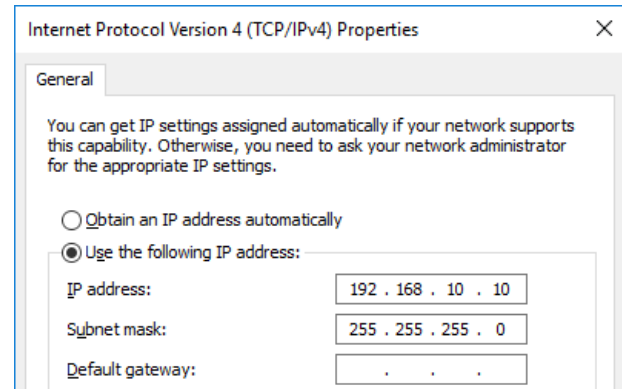 Internet Protocol Version 4 (TCP/IPv4) Properties
General
You can get IP settings assigned automatically if your network supports
this capability. Otherwise, you need to ask your network administrator
for the appropriate IP settings.
Obtain an IP address automatically
Use the following IP address:
IP address: 192 . 168 . 10 . 10
Subnet mask: 255 . 255 . 255 . 0
Default gateway: . . .